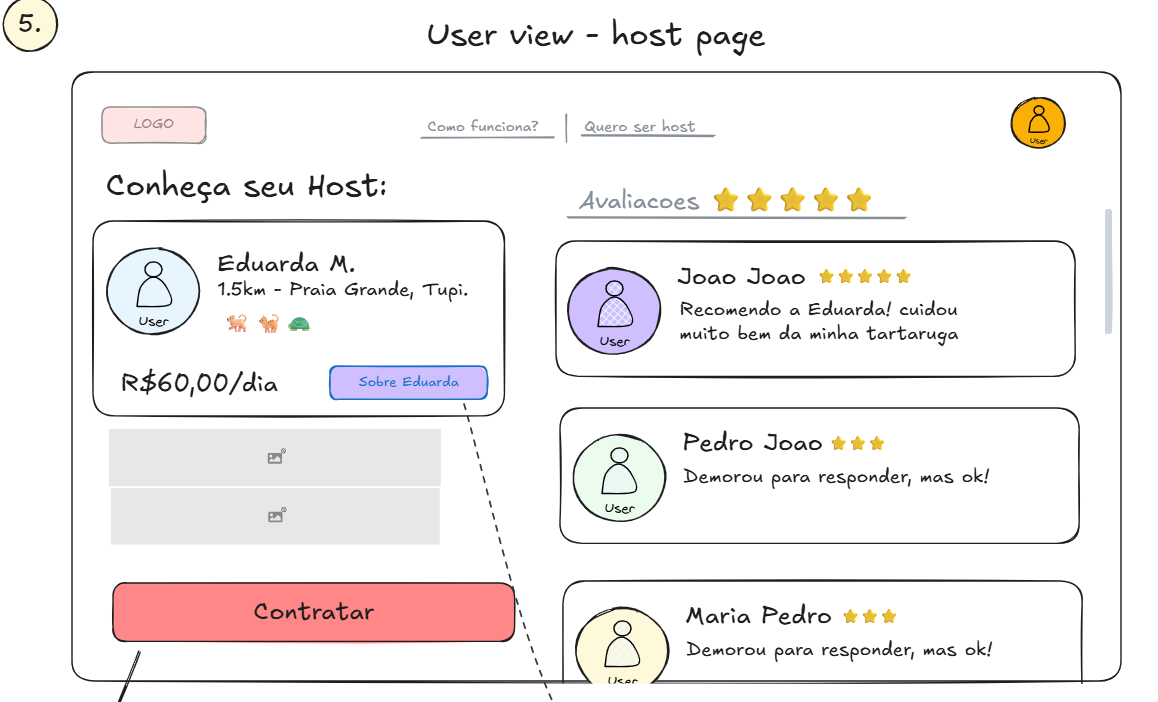 5.
User view - host page
LOGO
Como funciona?
Quero ser host
User
Conheça seu Host:
Eduarda M.
1.5km - Praia Grande, Tupi.
User
R$60,00/dia
Sobre Eduarda
Contratar
Avaliacoes
Joao Joao
Recomendo a Eduarda! cuidou
muito bem da minha tartaruga
User
Pedro Joao
Demorou para responder, mas ok!
User
Maria Pedro
Demorou para responder, mas ok!
User